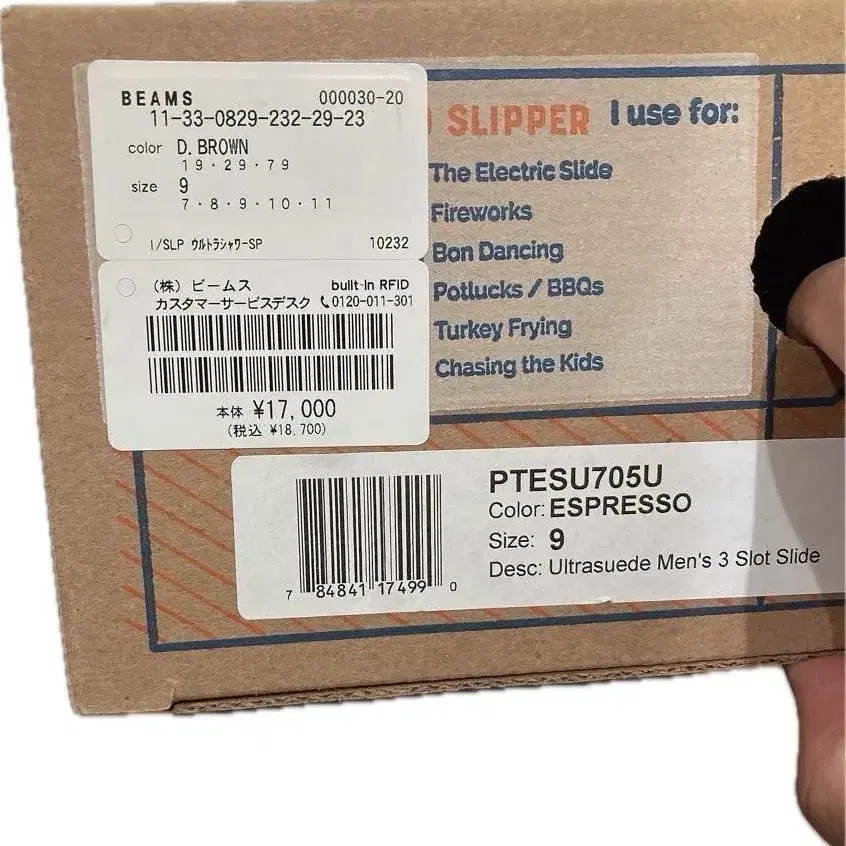 BEAMS 000030-20
11-33-0829-232-29-23
color D.BROWN
19・29・79
size 9
7・8・9・10・11
I/SLP ウルトラシャワーSP 10232
(株) ビームス built-in RFID
カスタマーサービスデスク 0120-011-301
本体 ¥17,000
(税込 ¥18,700)
SLIPPER I use for:
The Electric Slide
Fireworks
Bon Dancing
Potlucks / BBQs
Turkey Frying
Chasing the Kids
PTESU705U
Color: ESPRESSO
Size: 9
Desc: Ultrasuede Men's 3 Slot Slide
7 84841 17499 0